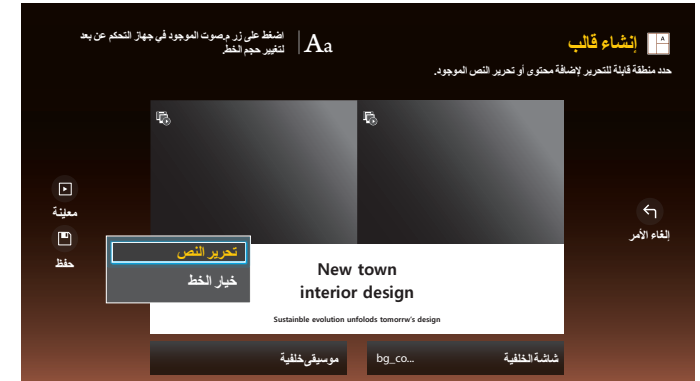 إنشاء قالب
حدد منطقة قابلة للتحرير لإضافة محتوى أو تحرير النص الموجود.
Aa
اضغط على زر م.صوت الموجود في جهاز التحكم عن بعد
لتغيير حجم الخط.
إلغاء الأمر
معاينة
حفظ
تحرير النص
خيار الخط
New town
interior design
Sustainble evolution unfolods tomorrw's design
شاشة الخلفية bg_co...
موسيقى خلفية